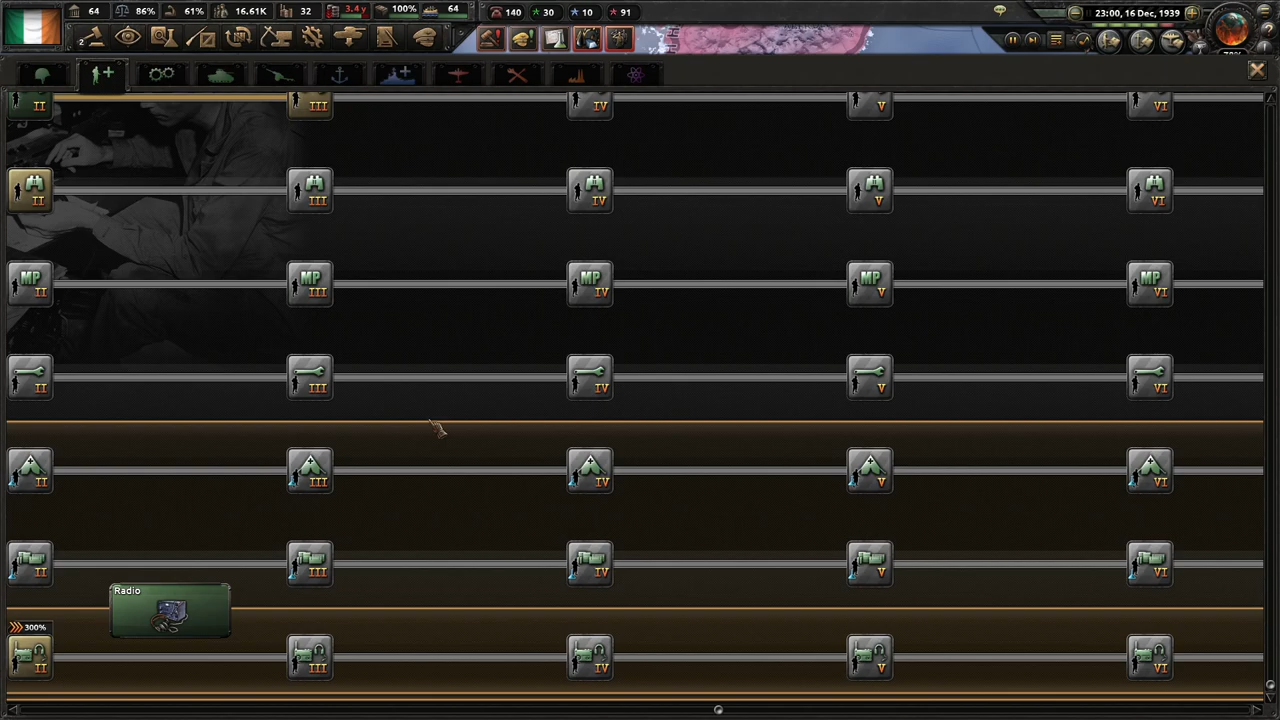 64 86% 61% 16.61K 32 3.4 y 100% 64 140 30 10 91 23:00, 16 Dec, 1939
2
II III IV V VI
II III IV V VI
MP II MP III MP IV MP V MP VI
II III IV V VI
II III IV V VI
II III IV V VI
Radio
300%
II III IV V VI